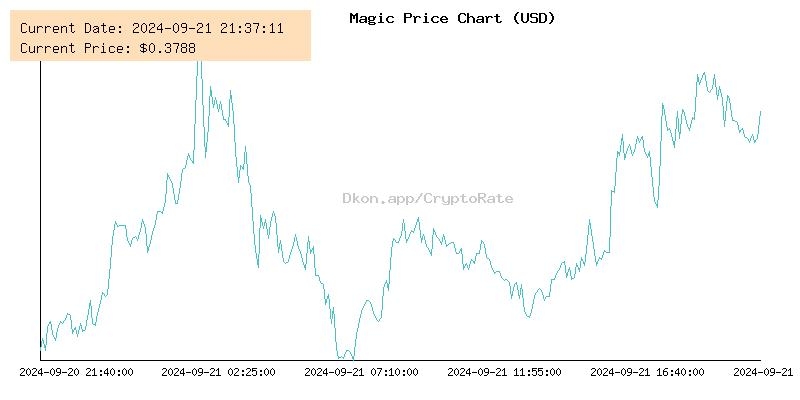 Magic Price Chart (USD)
Current Date: 2024-09-21 21:37:11
Current Price: $0.3788
Dkon.app/CryptoRate
2024-09-20 21:40:00 2024-09-21 02:25:00 2024-09-21 07:10:00 2024-09-21 11:55:00 2024-09-21 16:40:00 2024-09-21